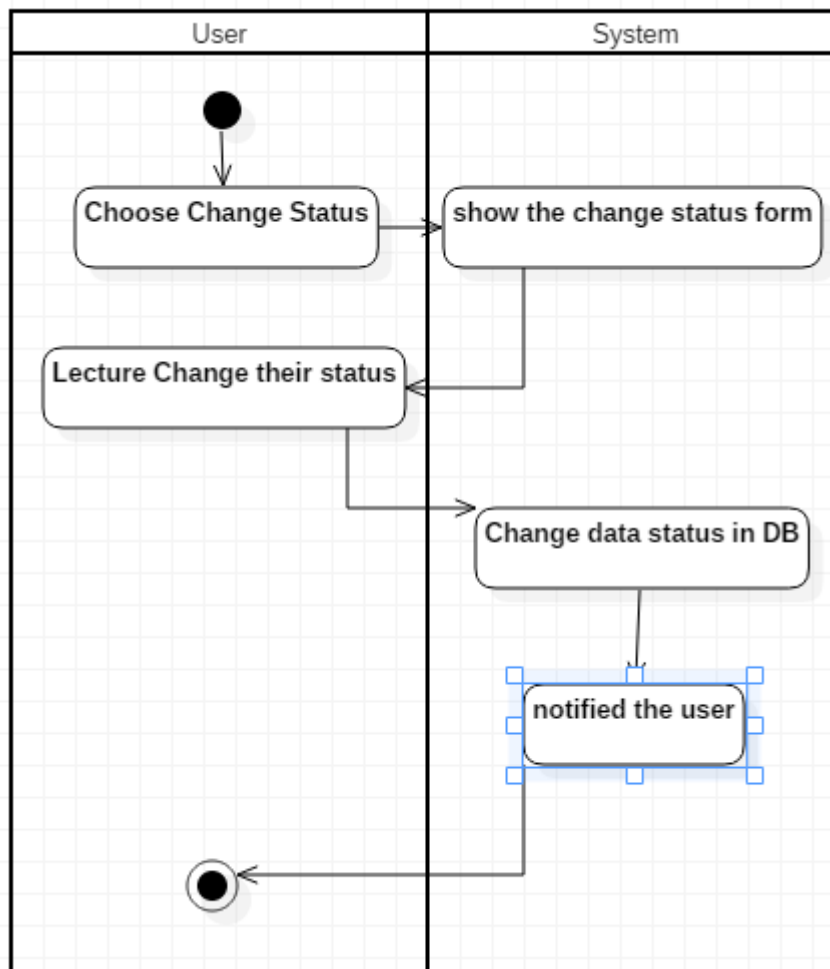 User
System
Choose Change Status
show the change status form
Lecture Change their status
Change data status in DB
notified the user